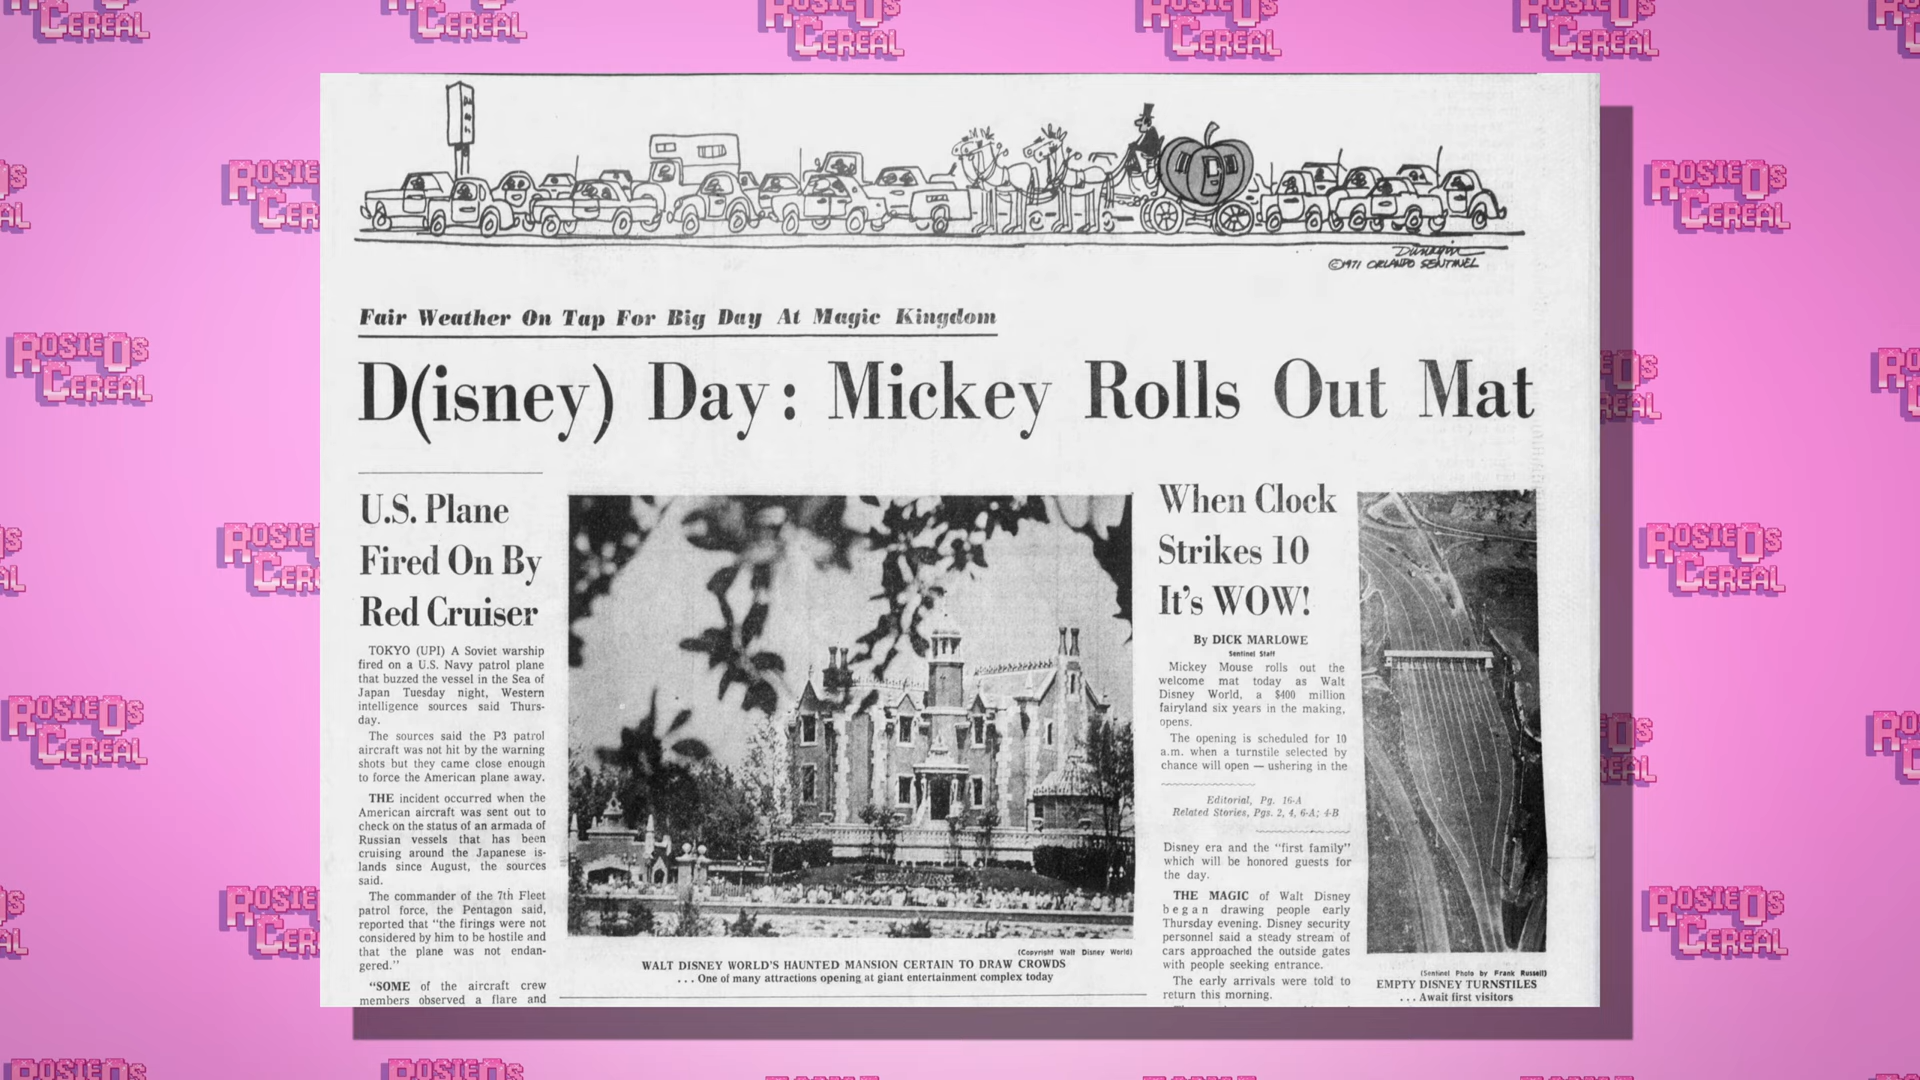 Dunagin
©1971 ORLANDO SENTINEL
Fair Weather On Tap For Big Day At Magic Kingdom
D(isney) Day: Mickey Rolls Out Mat
U.S. Plane
Fired On By
Red Cruiser
TOKYO (UPI) A Soviet warship
fired on a U.S. Navy patrol plane
that buzzed the vessel in the Sea of
Japan Tuesday night, Western
intelligence sources said Thurs-
day.
The sources said the P3 patrol
aircraft was not hit by the warning
shots but they came close enough
to force the American plane away.
THE incident occurred when the
American aircraft was sent out to
check on the status of an armada of
Russian vessels that has been
cruising around the Japanese is-
lands since August, the sources
said.
The commander of the 7th Fleet
patrol force, the Pentagon said,
reported that "the firings were not
considered by him to be hostile and
that the plane was not endan-
gered."
"SOME of the aircraft crew
members observed a flare and
(Copyright Walt Disney World)
WALT DISNEY WORLD'S HAUNTED MANSION CERTAIN TO DRAW CROWDS
. . . One of many attractions opening at giant entertainment complex today
When Clock
Strikes 10
It's WOW!
By DICK MARLOWE
Sentinel Staff
Mickey Mouse rolls out the
welcome mat today as Walt
Disney World, a $400 million
fairyland six years in the making,
opens.
The opening is scheduled for 10
a.m. when a turnstile selected by
chance will open — ushering in the
Editorial, Pg. 16-A
Related Stories, Pgs. 2, 4, 6-A; 4-B
Disney era and the "first family"
which will be honored guests for
the day.
THE MAGIC of Walt Disney
began drawing people early
Thursday evening. Disney security
personnel said a steady stream of
cars approached the outside gates
with people seeking entrance.
The early arrivals were told to
return this morning.
(Sentinel Photo by Frank Russell)
EMPTY DISNEY TURNSTILES
. . . Await first visitors
ROSIEOS
CEREAL